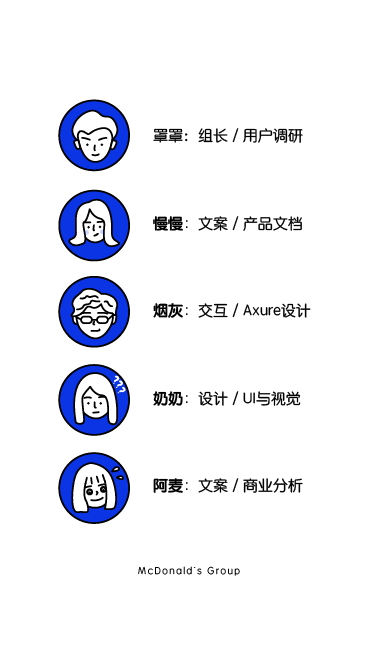 罩罩：组长 / 用户调研
慢慢：文案 / 产品文档
???
烟灰：交互 / Axure设计
奶奶：设计 / UI与视觉
阿麦：文案 / 商业分析
McDonald's Group